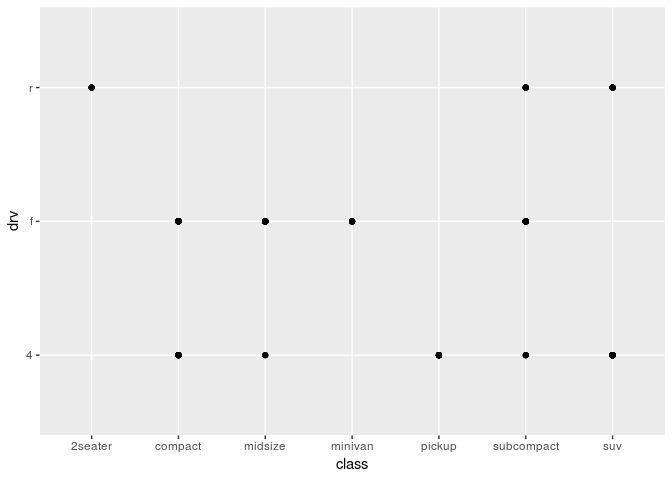 r
f
4
drv
2seater compact midsize minivan pickup subcompact suv
class